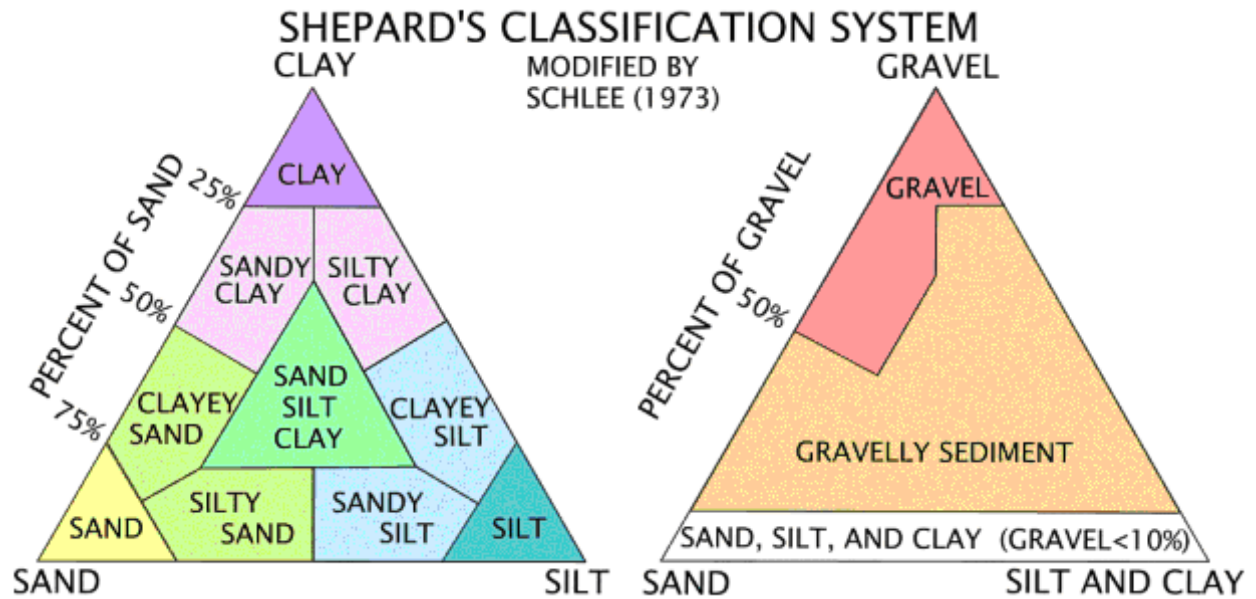 SHEPARD'S CLASSIFICATION SYSTEM
MODIFIED BY
SCHLEE (1973)
CLAY
PERCENT OF SAND
25%
50%
75%
CLAY
SANDY
CLAY
SILTY
CLAY
SAND
SILT
CLAY
CLAYEY
SAND
CLAYEY
SILT
SAND
SILTY
SAND
SANDY
SILT
SILT
SAND
SILT
GRAVEL
PERCENT OF GRAVEL
50%
GRAVEL
GRAVELLY SEDIMENT
SAND, SILT, AND CLAY (GRAVEL<10%)
SAND
SILT AND CLAY